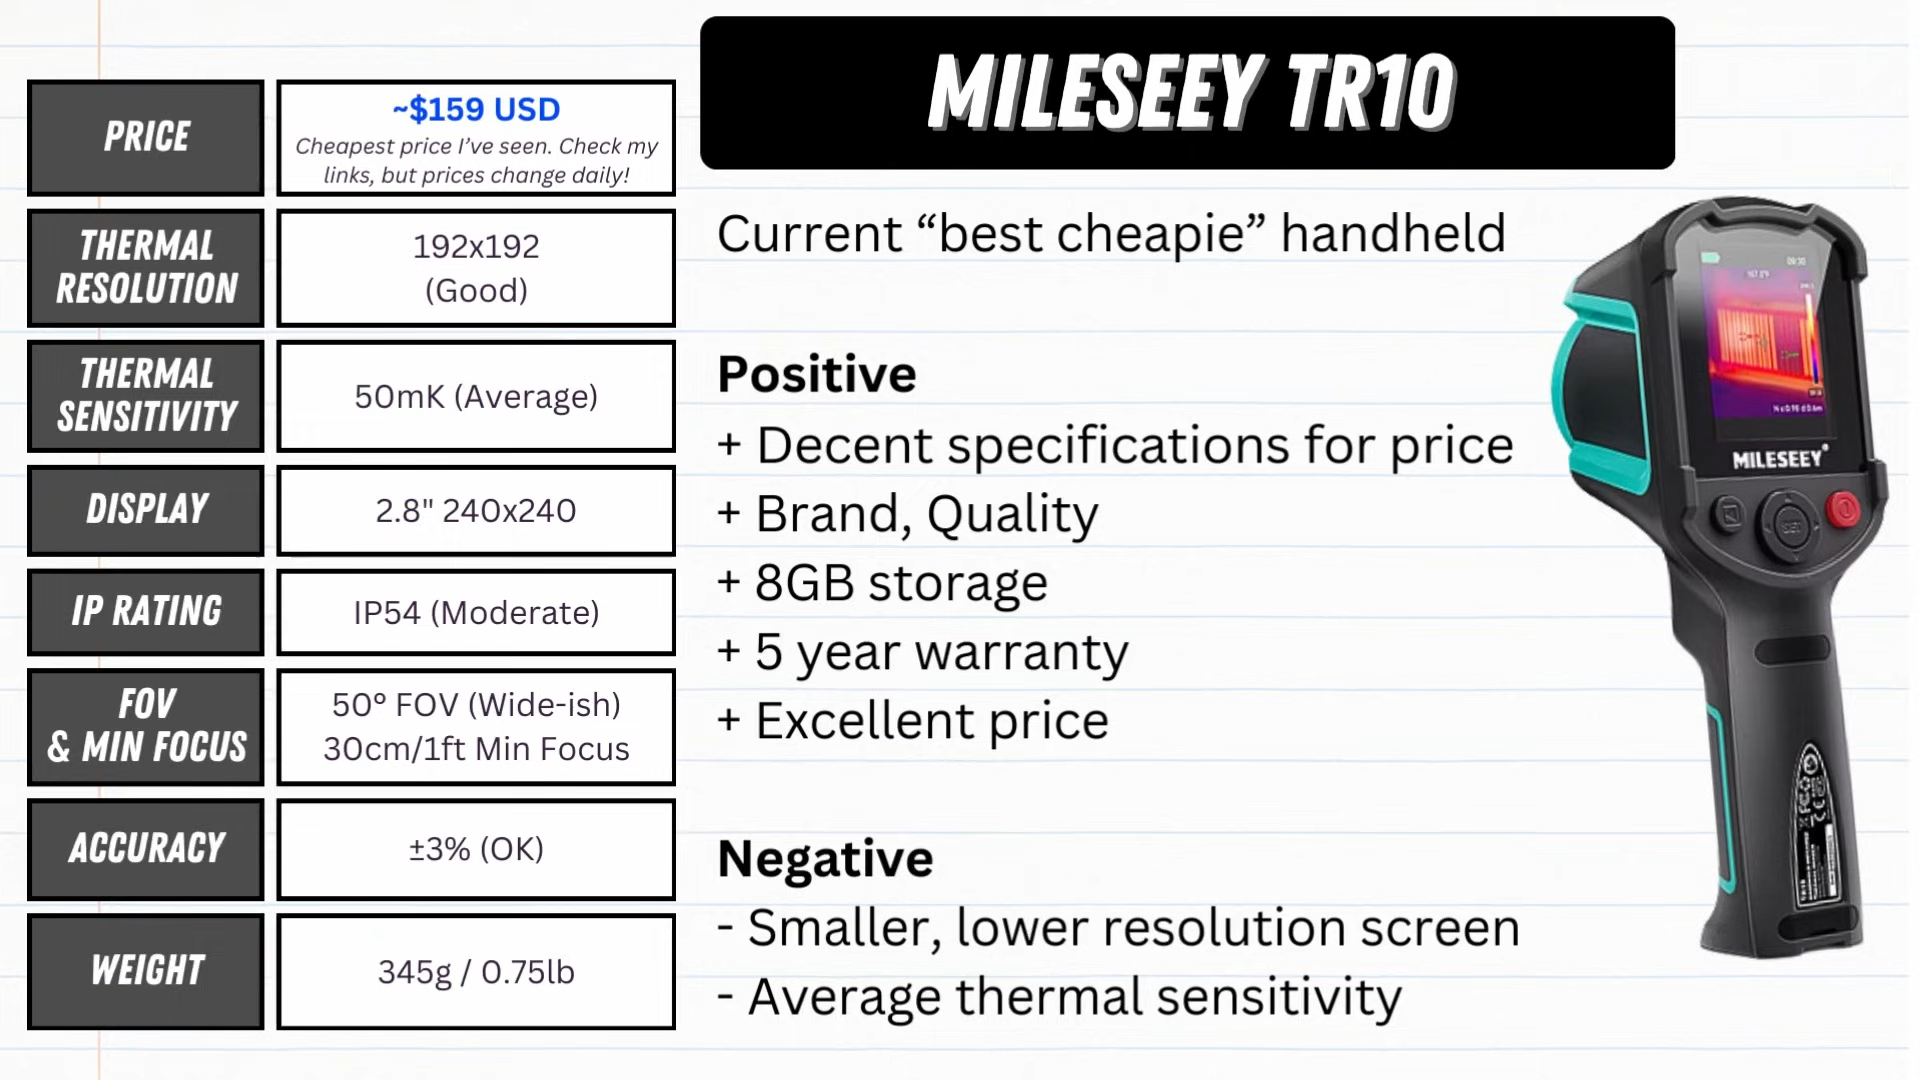 MILESEEY TR10
PRICE
~$159 USD
Cheapest price I've seen. Check my
links, but prices change daily!
THERMAL
RESOLUTION
192x192
(Good)
THERMAL
SENSITIVITY
50mK (Average)
DISPLAY
2.8" 240x240
IP RATING
IP54 (Moderate)
FOV
& MIN FOCUS
50º FOV (Wide-ish)
30cm/1ft Min Focus
ACCURACY
±3% (OK)
WEIGHT
345g / 0.75lb
Current “best cheapie” handheld
Positive
+ Decent specifications for price
+ Brand, Quality
+ 8GB storage
+ 5 year warranty
+ Excellent price
Negative
- Smaller, lower resolution screen
- Average thermal sensitivity
09:30
MILESEEY®
SET